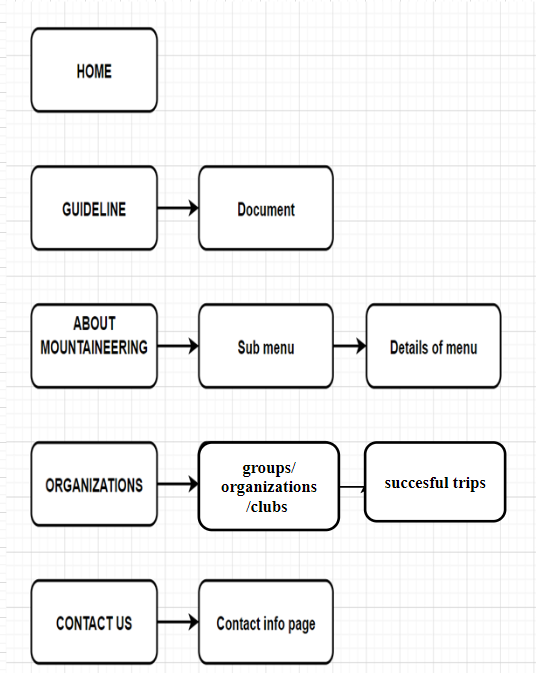 HOME
GUIDELINE
Document
ABOUT
MOUNTAINEERING
Sub menu
Details of menu
ORGANIZATIONS
groups/
organizations
/clubs
succesful trips
CONTACT US
Contact info page